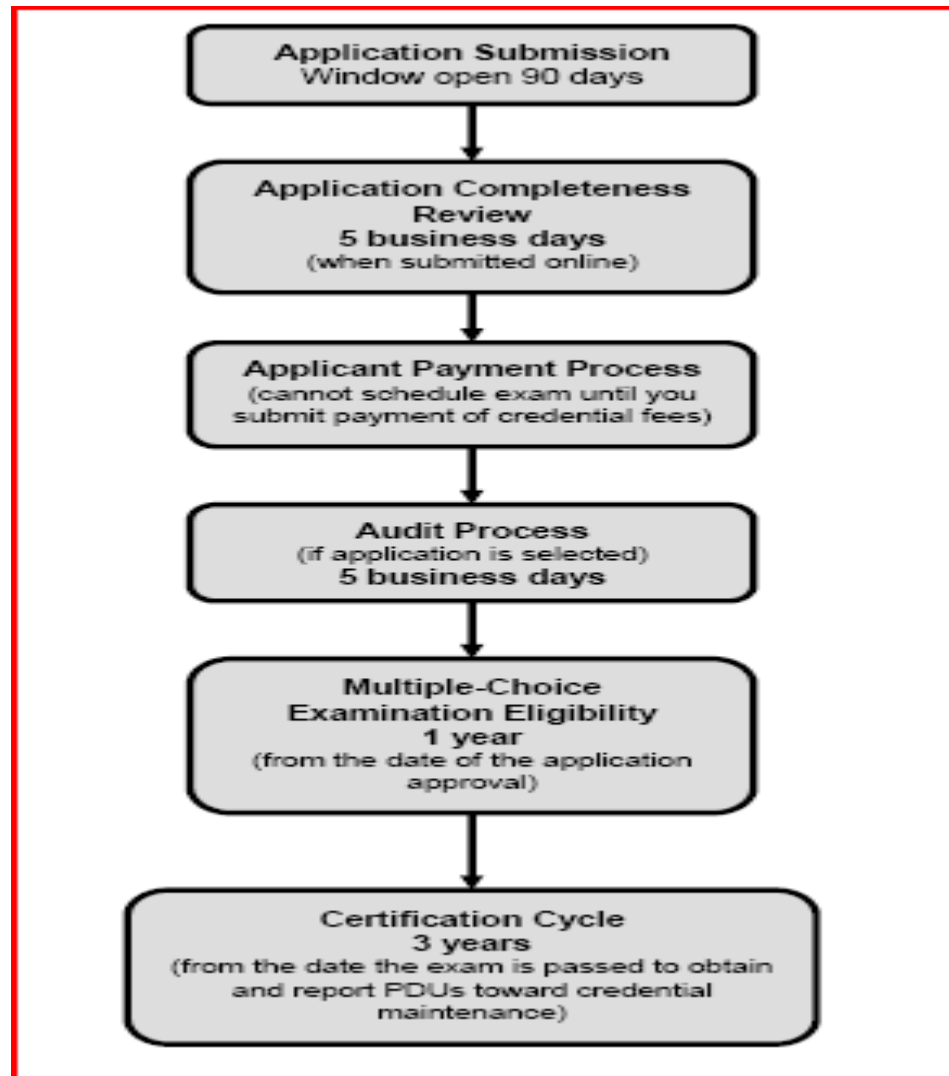 Application Submission
Window open 90 days
Application Completeness
Review
5 business days
(when submitted online)
Applicant Payment Process
(cannot schedule exam until you
submit payment of credential fees)
Audit Process
(if application is selected)
5 business days
Multiple-Choice
Examination Eligibility
1 year
(from the date of the application
approval)
Certification Cycle
3 years
(from the date the exam is passed to obtain
and report PDUs toward credential
maintenance)